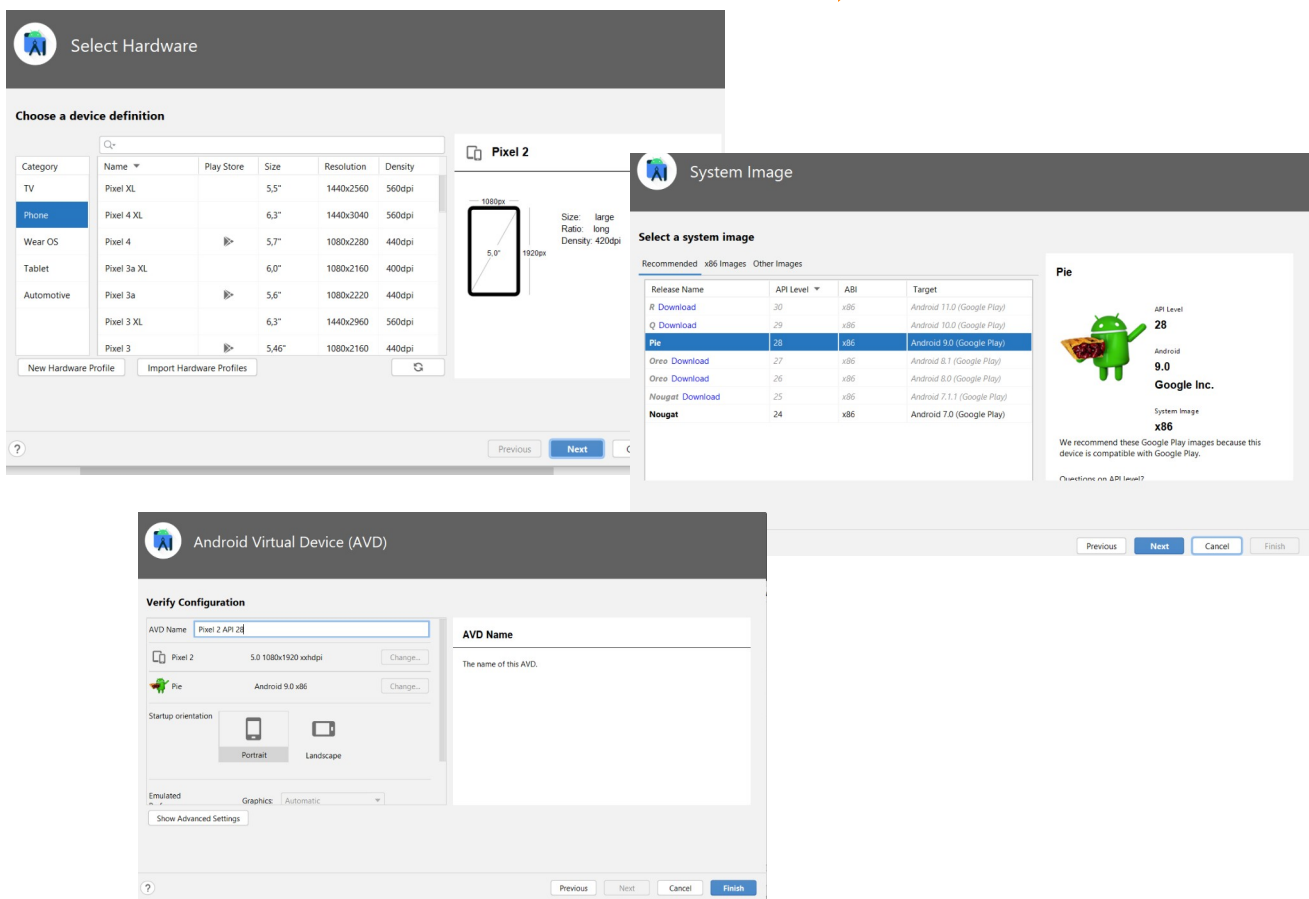 Select Hardware
Choose a device definition
Category Name Play Store Size Resolution Density
TV Pixel XL 5,5" 1440x2560 560dpi
Phone Pixel 4 XL 6,3" 1440x3040 560dpi
Wear OS Pixel 4 5,7" 1080x2280 440dpi
Tablet Pixel 3a XL 6,0" 1080x2160 400dpi
Automotive Pixel 3a 5,6" 1080x2220 440dpi
Pixel 3 XL 6,3" 1440x2960 560dpi
Pixel 3 5,46" 1080x2160 440dpi
New Hardware Profile Import Hardware Profiles
Pixel 2
1080px
Size: large
Ratio: long
Density: 420dpi
5,0" 1920px
? Previous Next
System Image
Select a system image
Recommended x86 Images Other Images
Release Name API Level ABI Target
R Download 30 x86 Android 11.0 (Google Play)
Q Download 29 x86 Android 10.0 (Google Play)
Pie 28 x86 Android 9.0 (Google Play)
Oreo Download 27 x86 Android 8.1 (Google Play)
Oreo Download 26 x86 Android 8.0 (Google Play)
Nougat Download 25 x86 Android 7.1.1 (Google Play)
Nougat 24 x86 Android 7.0 (Google Play)
Pie
API Level
28
Android
9.0
Google Inc.
System Image
x86
We recommend these Google Play images because this
device is compatible with Google Play.
Questions on API level?
Previous Next Cancel Finish
Android Virtual Device (AVD)
Verify Configuration
AVD Name Pixel 2 API 28
Pixel 2 5.0 1080x1920 xxhdpi Change...
Pie Android 9.0 x86 Change...
Startup orientation
Portrait Landscape
Emulated
Graphics: Automatic
Show Advanced Settings
AVD Name
The name of this AVD.
? Previous Next Cancel Finish